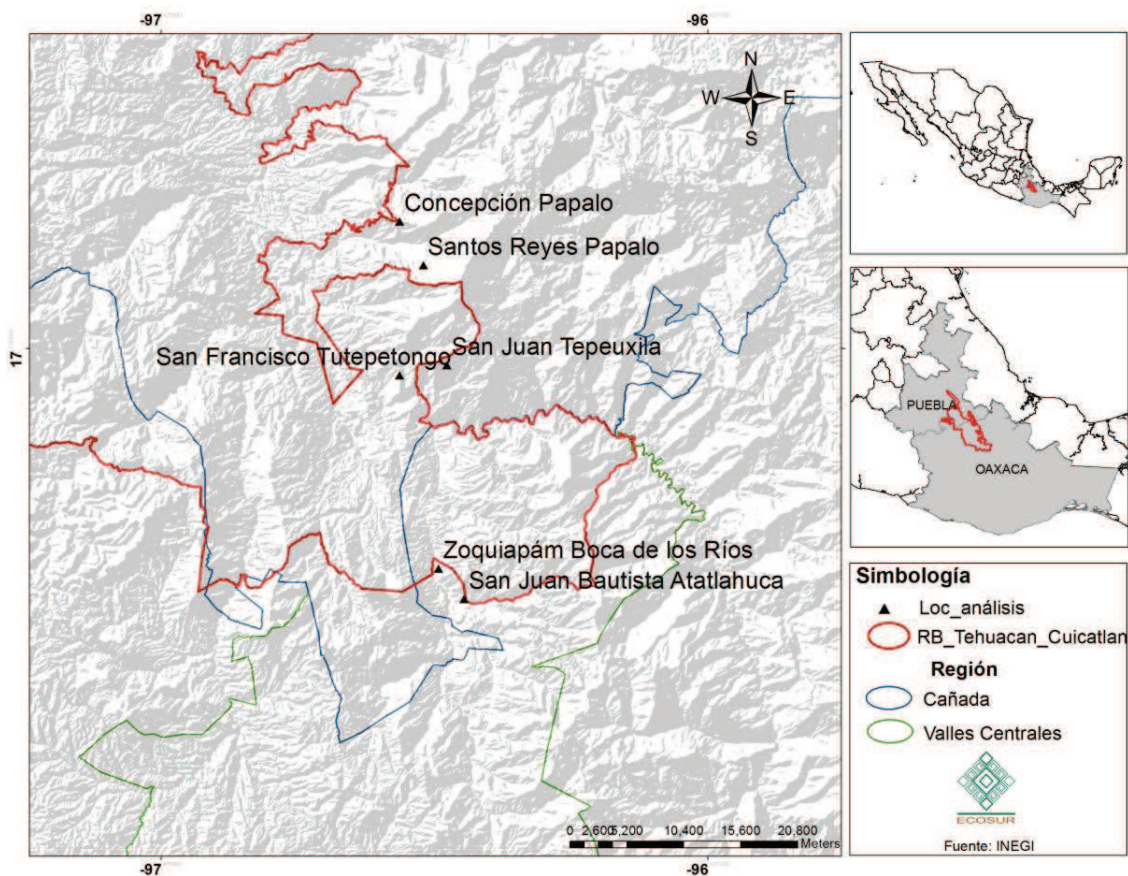 -97
-96
N
W
E
S
Concepción Papalo
Santos Reyes Papalo
17
San Francisco Tutepetongo
San Juan Tepeuxila
17
Zoquiapám Boca de los Ríos
San Juan Bautista Atatlahuca
0 2,600 5,200 10,400 15,600 20,800
Meters
-97
-96
PUEBLA
OAXACA
Simbología
Loc_análisis
RB_Tehuacan_Cuicatlan
Región
Cañada
Valles Centrales
ECOSUR
Fuente: INEGI